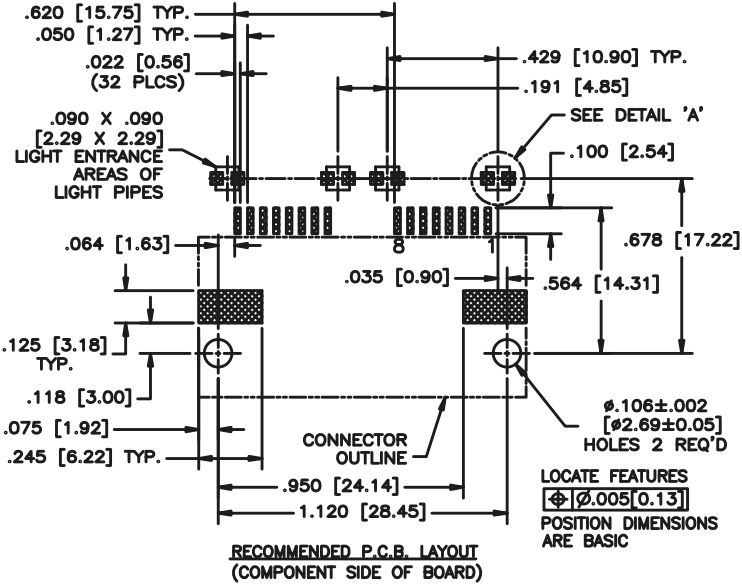 .620 [15.75] TYP.
.050 [1.27] TYP.
.022 [0.56]
(32 PLCS)
.429 [10.90] TYP.
.191 [4.85]
SEE DETAIL 'A'
.090 X .090
[2.29 X 2.29]
LIGHT ENTRANCE
AREAS OF
LIGHT PIPES
.100 [2.54]
8
1
.064 [1.63]
.678 [17.22]
.035 [0.90]
.564 [14.31]
.125 [3.18]
TYP.
.118 [3.00]
.075 [1.92]
.245 [6.22] TYP.
CONNECTOR
OUTLINE
ø.106±.002
[ø2.69±0.05]
HOLES 2 REQ'D
.950 [24.14]
1.120 [28.45]
LOCATE FEATURES
⌖ Ø.005[0.13]
POSITION DIMENSIONS
ARE BASIC
RECOMMENDED P.C.B. LAYOUT
(COMPONENT SIDE OF BOARD)